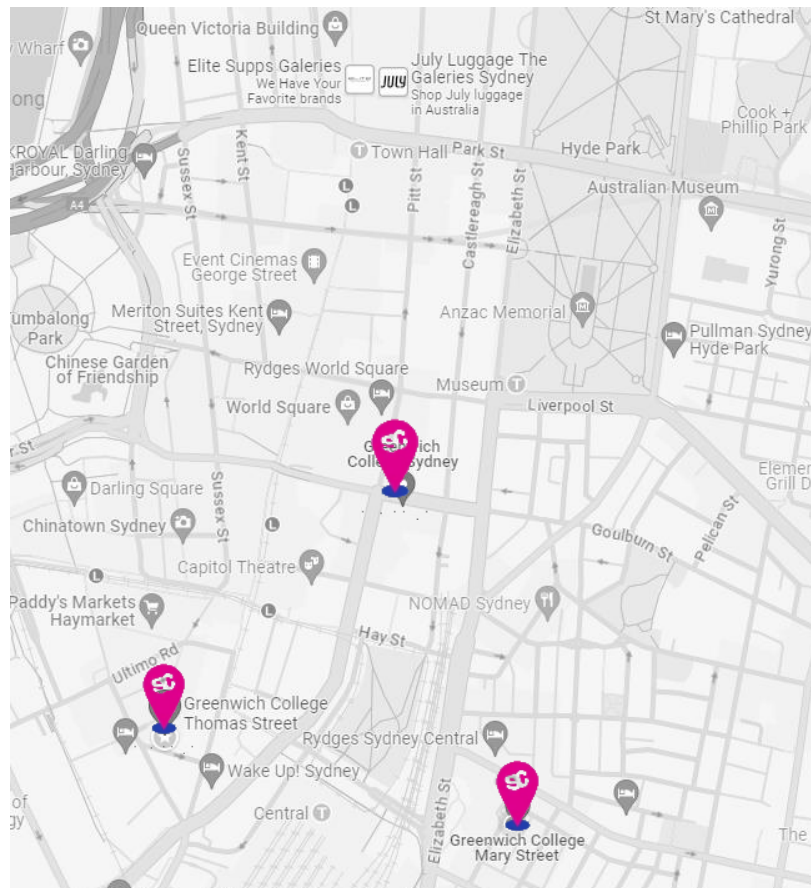 St Mary's Cathedral
Queen Victoria Building
Wharf
Elite Supps Galeries
We Have Your
Favorite brands
JULY
July Luggage The
Galeries Sydney
Shop July luggage
in Australia
Cook +
Phillip Park
Hyde Park
Park St
Town Hall
Kent St
Sussex St
Pitt St
Castlereagh St
Elizabeth St
KROYAL Darling
Harbour, Sydney
A4
L
L
Australian Museum
Yurong St
Event Cinemas
George Street
Meriton Suites Kent
Street, Sydney
Anzac Memorial
Tumbalong
Park
Pullman Sydney
Hyde Park
Chinese Garden
of Friendship
Rydges World Square
Museum
World Square
Liverpool St
SC
Greenwich
College Sydney
Darling Square
Sussex St
Pelican St
Chinatown Sydney
L
Goulburn St
Capitol Theatre
L
NOMAD Sydney
Paddy's Markets
Haymarket
L
Hay St
Ultimo Rd
SC
Greenwich College
Thomas Street
Rydges Sydney Central
Wake Up! Sydney
SC
Elizabeth St
Central
Greenwich College
Mary Street
The